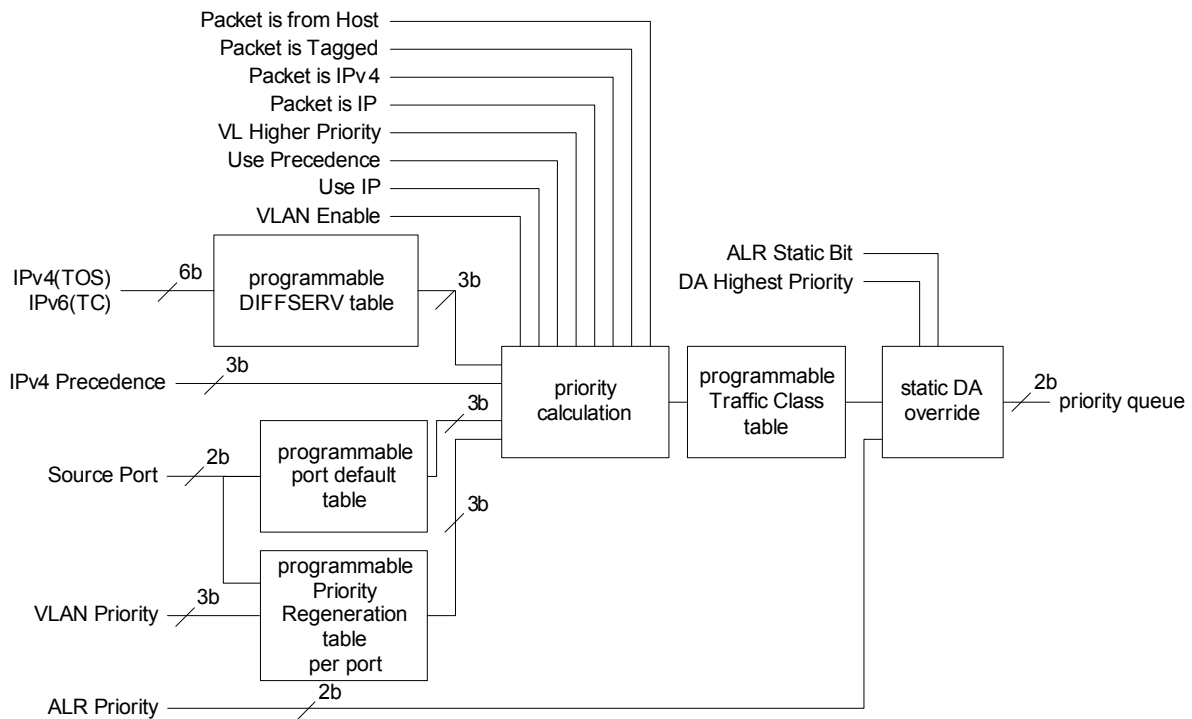 Packet is from Host
Packet is Tagged
Packet is IPv4
Packet is IP
VL Higher Priority
Use Precedence
Use IP
VLAN Enable
IPv4(TOS)
IPv6(TC)
6b
programmable
DIFFSERV table
3b
ALR Static Bit
DA Highest Priority
IPv4 Precedence
3b
priority
calculation
programmable
Traffic Class
table
static DA
override
2b
priority queue
Source Port
2b
programmable
port default
table
3b
VLAN Priority
3b
programmable
Priority
Regeneration
table
per port
3b
ALR Priority
2b